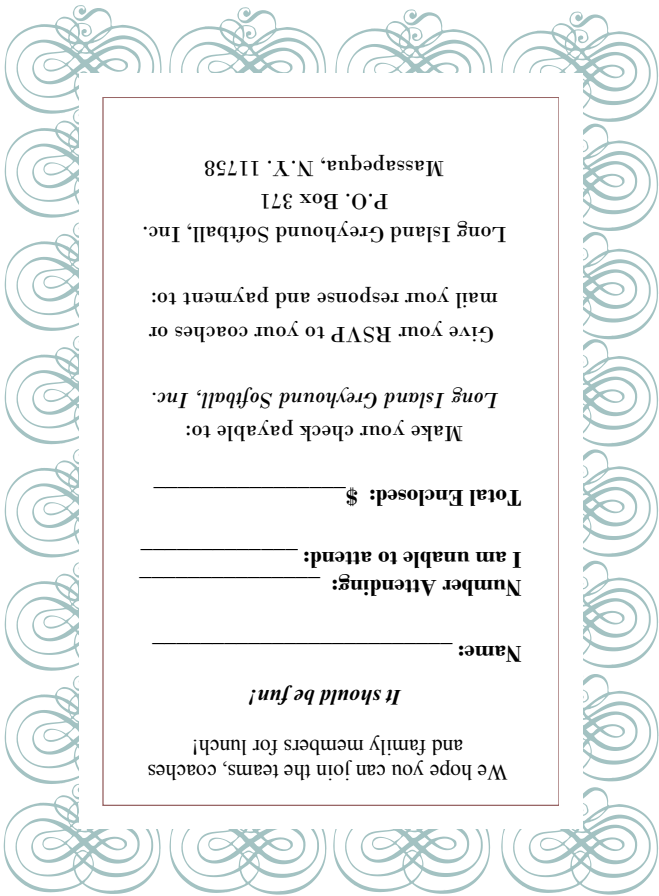 We hope you can join the teams, coaches
and family members for lunch!
It should be fun!
Name: ___________________________
Number Attending: ________________
I am unable to attend: ______________
Total Enclosed: $_________________
Make your check payable to:
Long Island Greyhound Softball, Inc.
Give your RSVP to your coaches or
mail your response and payment to:
Long Island Greyhound Softball, Inc.
P.O. Box 371
Massapequa, N.Y. 11758